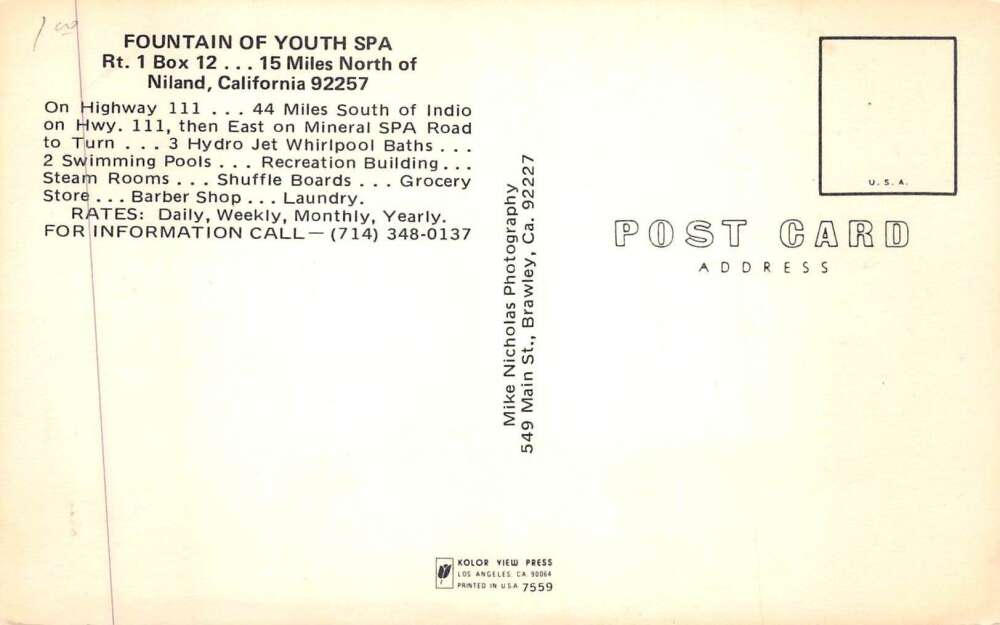 1 00
FOUNTAIN OF YOUTH SPA
Rt. 1 Box 12 . . . 15 Miles North of
Niland, California 92257
On Highway 111 . . . 44 Miles South of Indio
on Hwy. 111, then East on Mineral SPA Road
to Turn . . . 3 Hydro Jet Whirlpool Baths . . .
2 Swimming Pools . . . Recreation Building . . .
Steam Rooms . . . Shuffle Boards . . . Grocery
Store . . . Barber Shop . . . Laundry.
RATES: Daily, Weekly, Monthly, Yearly.
FOR INFORMATION CALL— (714) 348-0137
Mike Nicholas Photography
549 Main St., Brawley, Ca. 92227
U. S. A.
POST CARD
ADDRESS
KOLOR VIEW PRESS
LOS ANGELES, CA. 90064
PRINTED IN U.S.A 7559